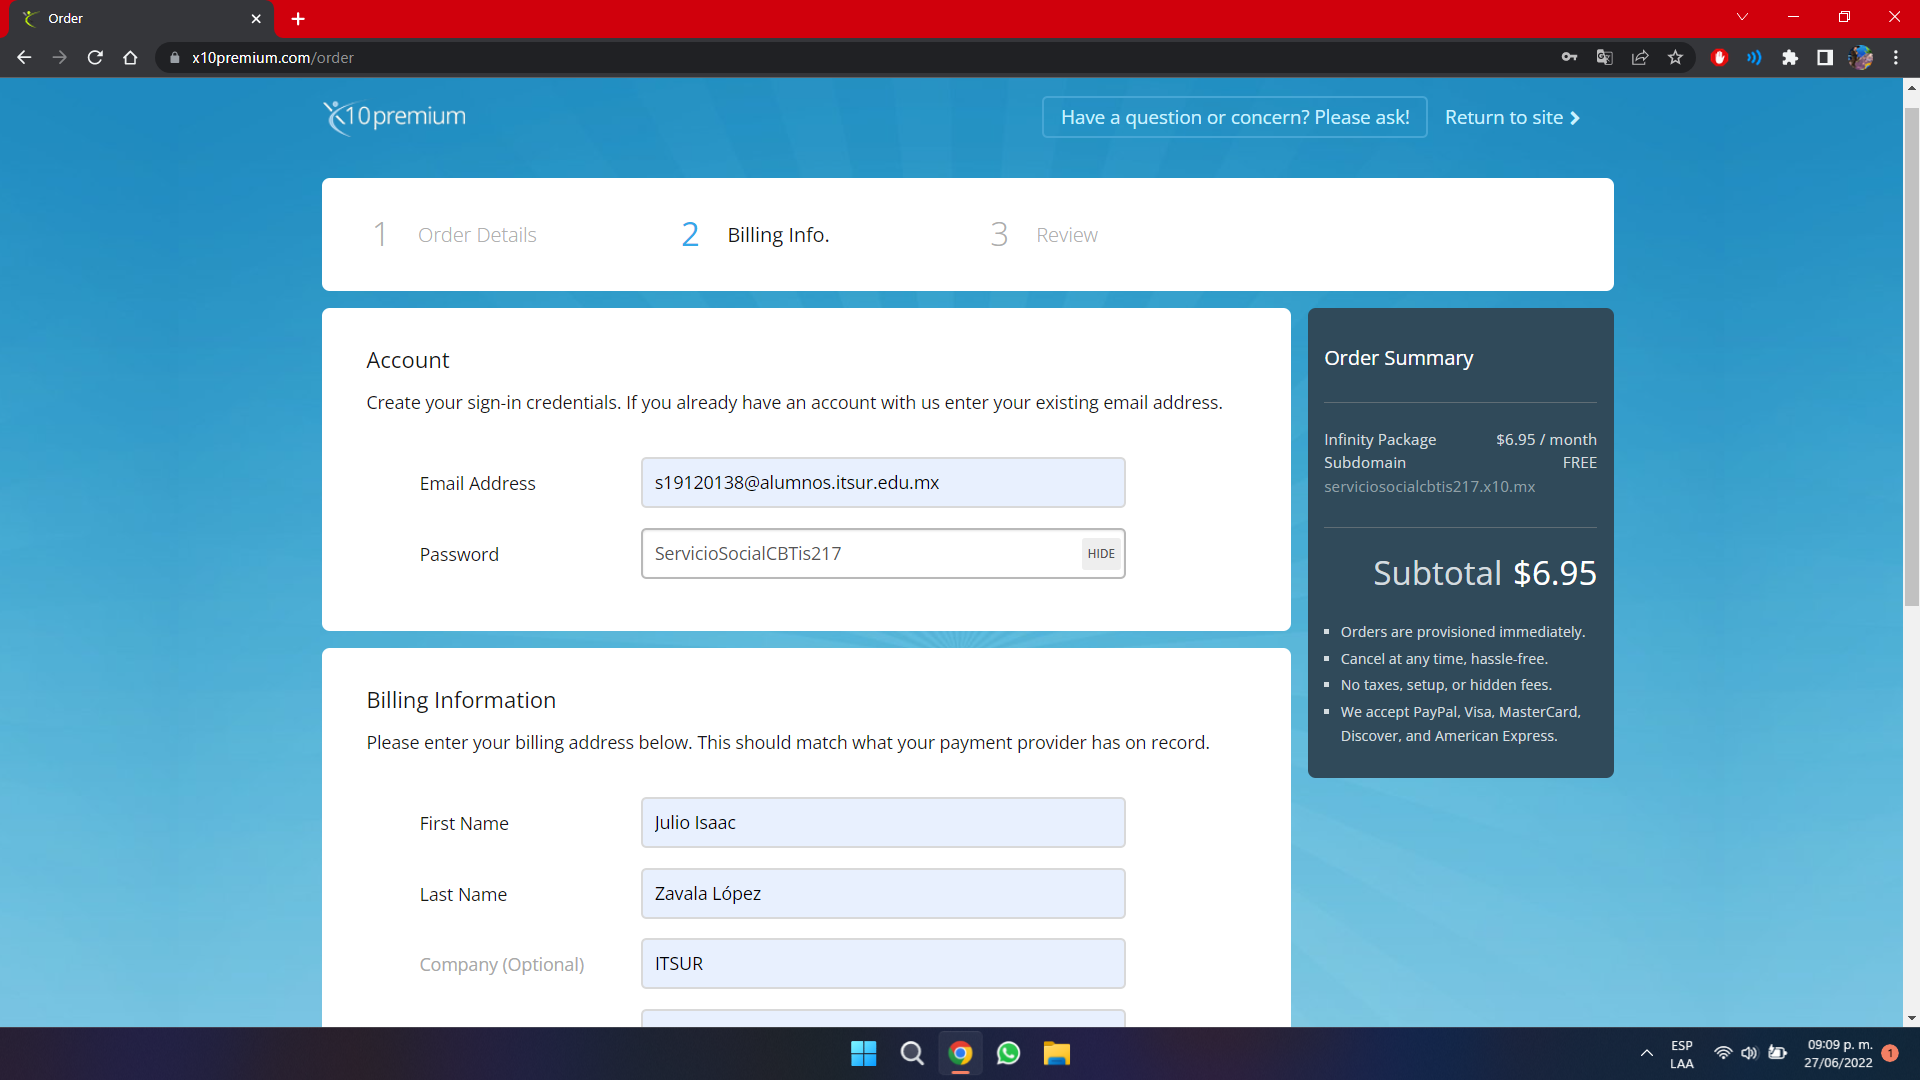 Order
x10premium.com/order
x10premium
Have a question or concern? Please ask!
Return to site
1 Order Details
2 Billing Info.
3 Review
Account
Create your sign-in credentials. If you already have an account with us enter your existing email address.
Email Address
s19120138@alumnos.itsur.edu.mx
Password
ServicioSocialCBTis217
HIDE
Billing Information
Please enter your billing address below. This should match what your payment provider has on record.
First Name
Julio Isaac
Last Name
Zavala López
Company (Optional)
ITSUR
Order Summary
Infinity Package $6.95 / month
Subdomain FREE
serviciosocialcbtis217.x10.mx
Subtotal $6.95
Orders are provisioned immediately.
Cancel at any time, hassle-free.
No taxes, setup, or hidden fees.
We accept PayPal, Visa, MasterCard,
Discover, and American Express.
ESP
LAA
09:09 p. m.
27/06/2022
1